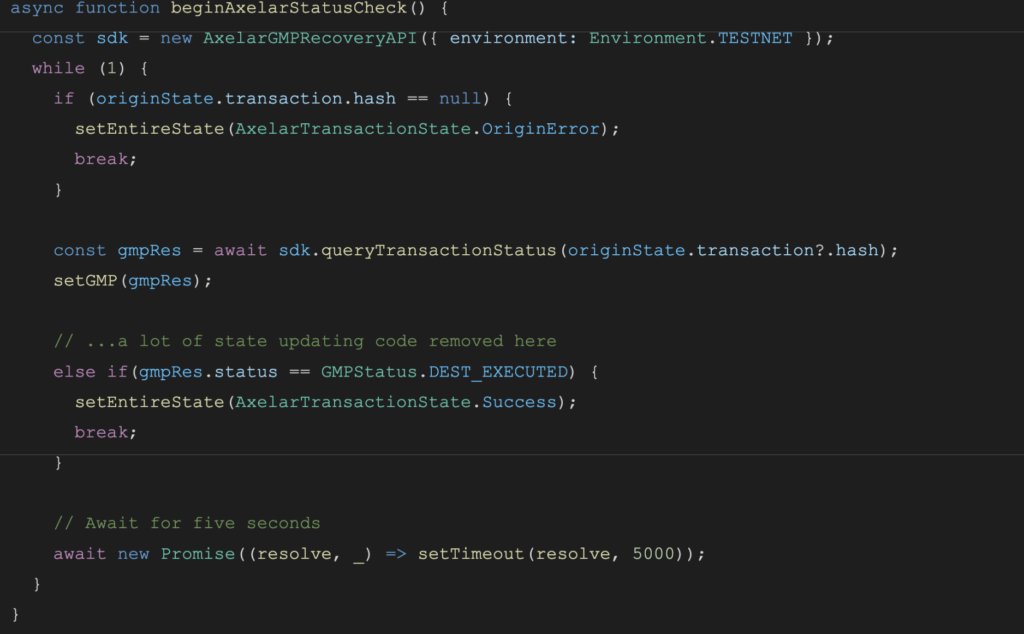 async function beginAxelarStatusCheck() {
const sdk = new AxelarGMPRecoveryAPI({ environment: Environment.TESTNET });
while (1) {
if (originState.transaction.hash == null) {
setEntireState(AxelarTransactionState.OriginError);
break;
}
const gmpRes = await sdk.queryTransactionStatus(originState.transaction?.hash);
setGMP(gmpRes);
// ...a lot of state updating code removed here
else if(gmpRes.status == GMPStatus.DEST_EXECUTED) {
setEntireState(AxelarTransactionState.Success);
break;
}
// Await for five seconds
await new Promise((resolve, _) => setTimeout(resolve, 5000));
}
}